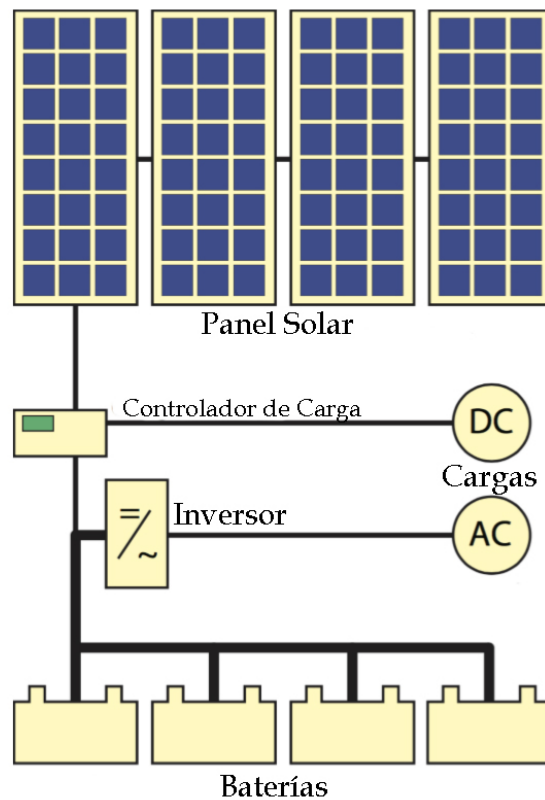 Panel Solar
Controlador de Carga
DC
Cargas
Inversor
=
~
AC
Baterías